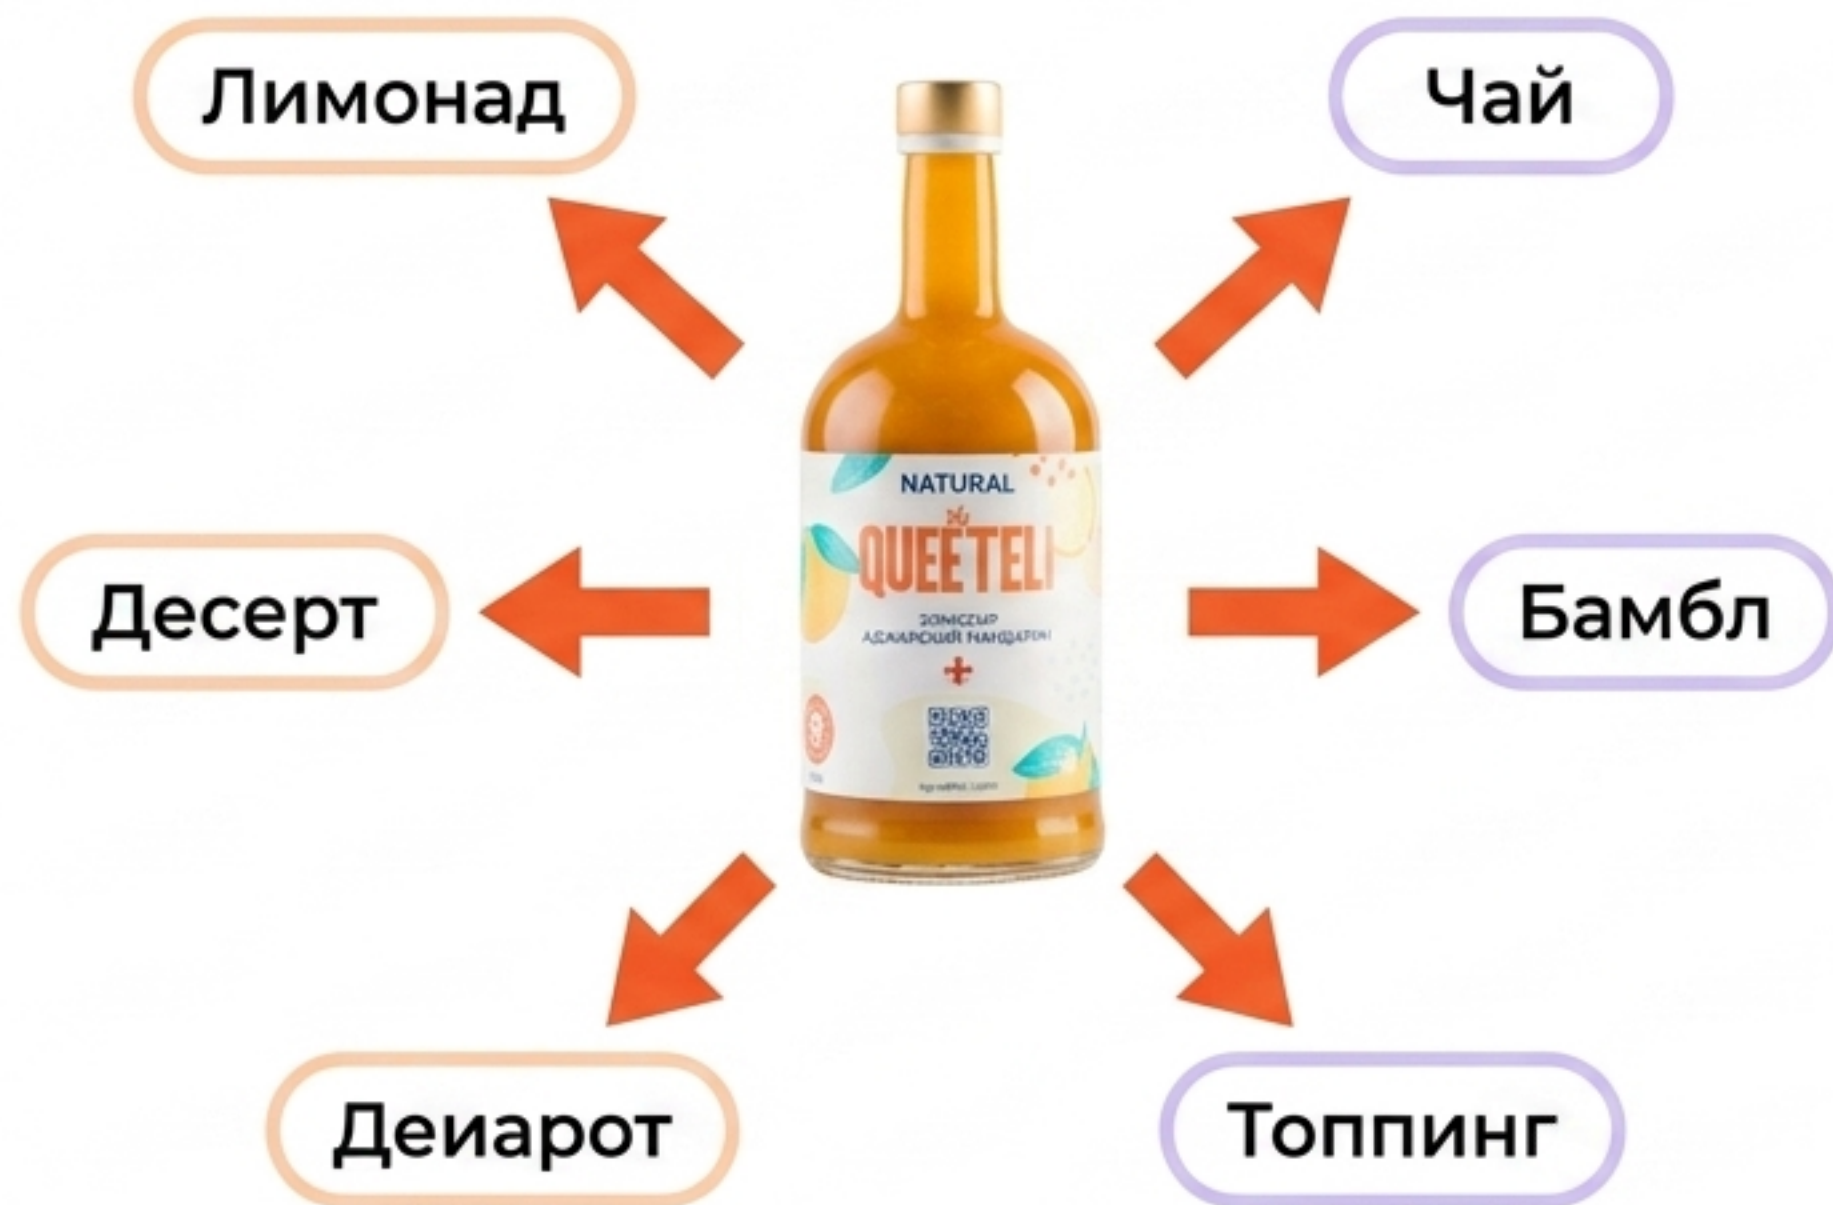 Лимонад
Чай
NATURAL
QUEETELI
Десерт
Бамбл
Деиарот
Топпинг